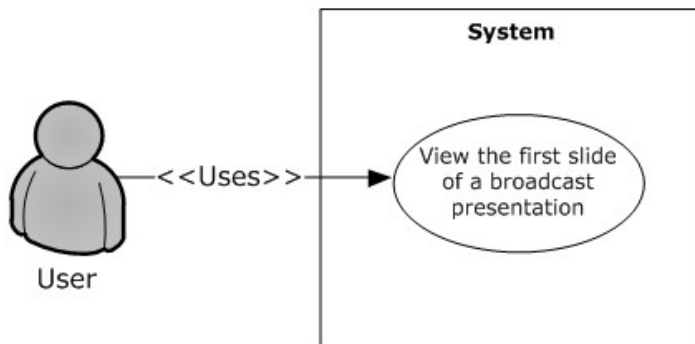 System
View the first slide
of a broadcast
presentation
<<Uses>>
User